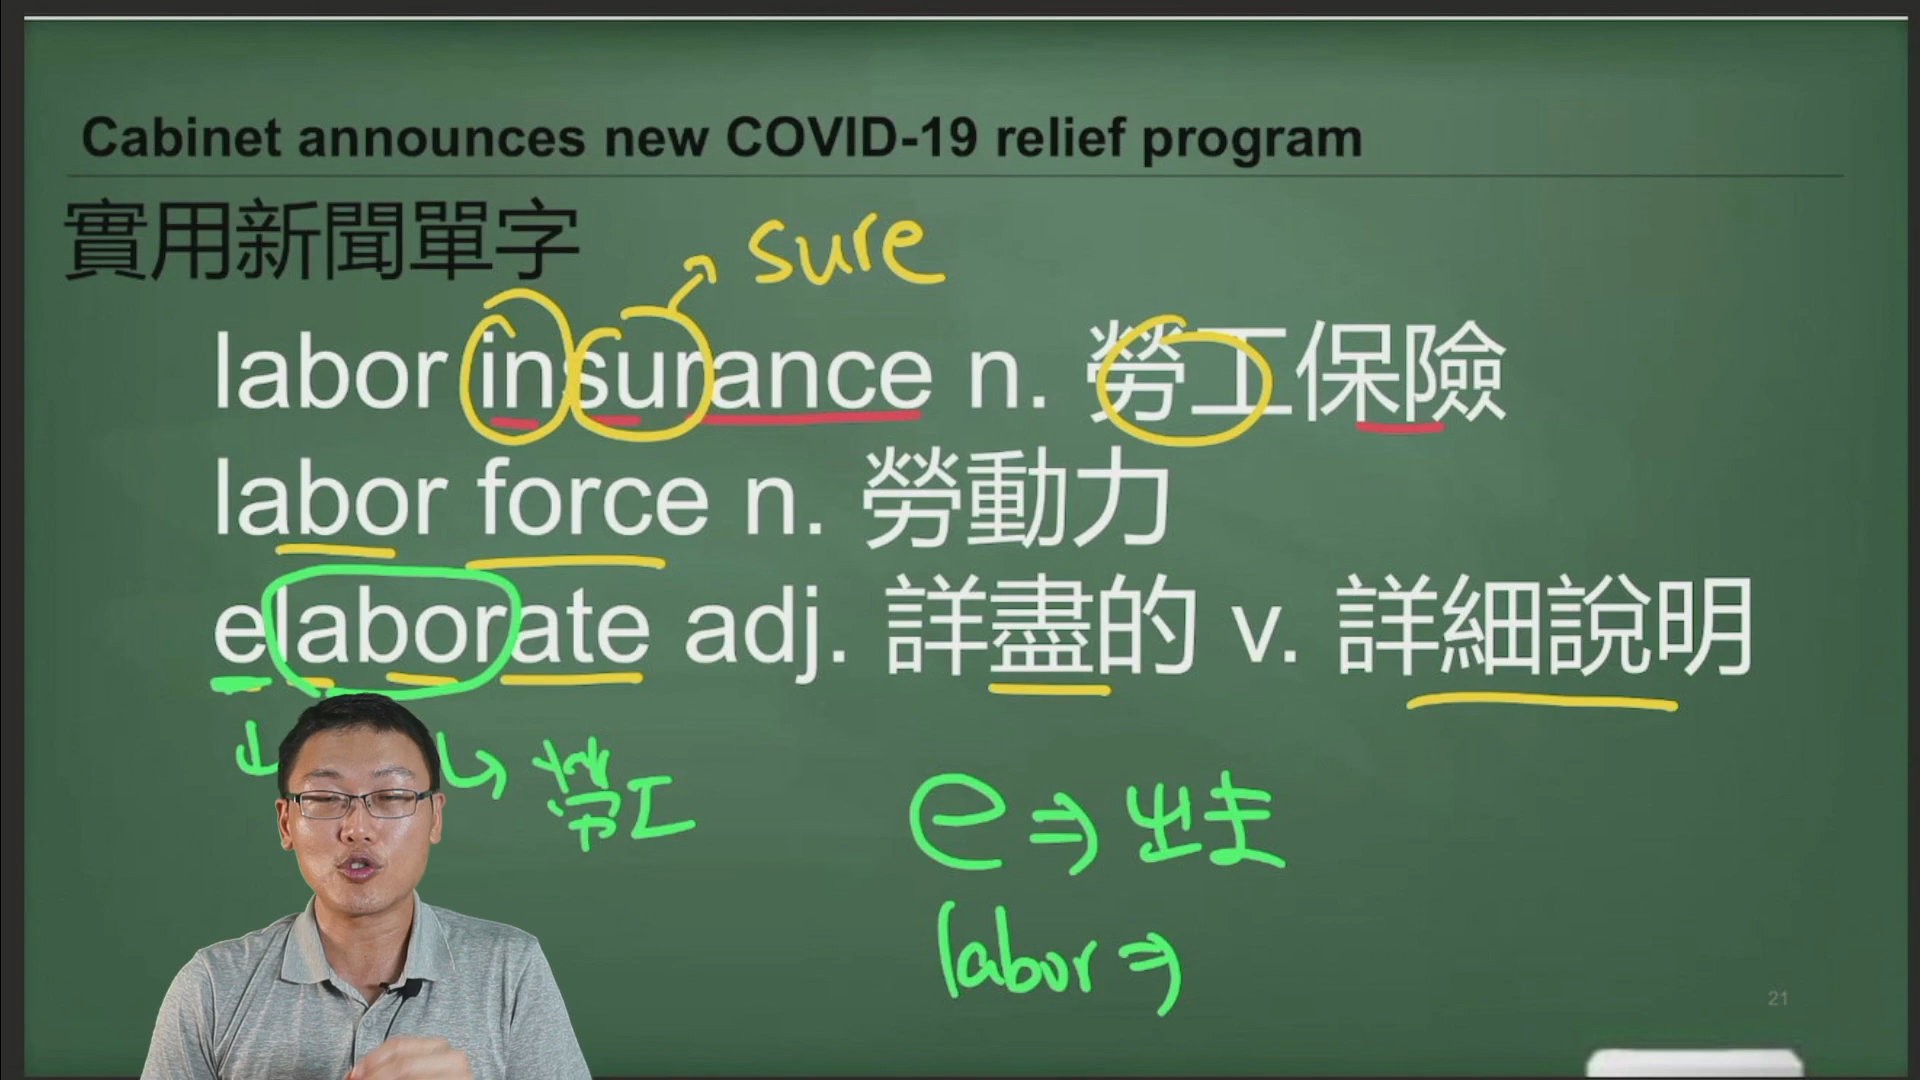 Cabinet announces new COVID-19 relief program
實用新聞單字
sure
labor insurance n. 勞工保險
labor force n. 勞動力
elaborate adj. 詳盡的 v. 詳細說明
勞工
e⇒出去
labor⇒
21